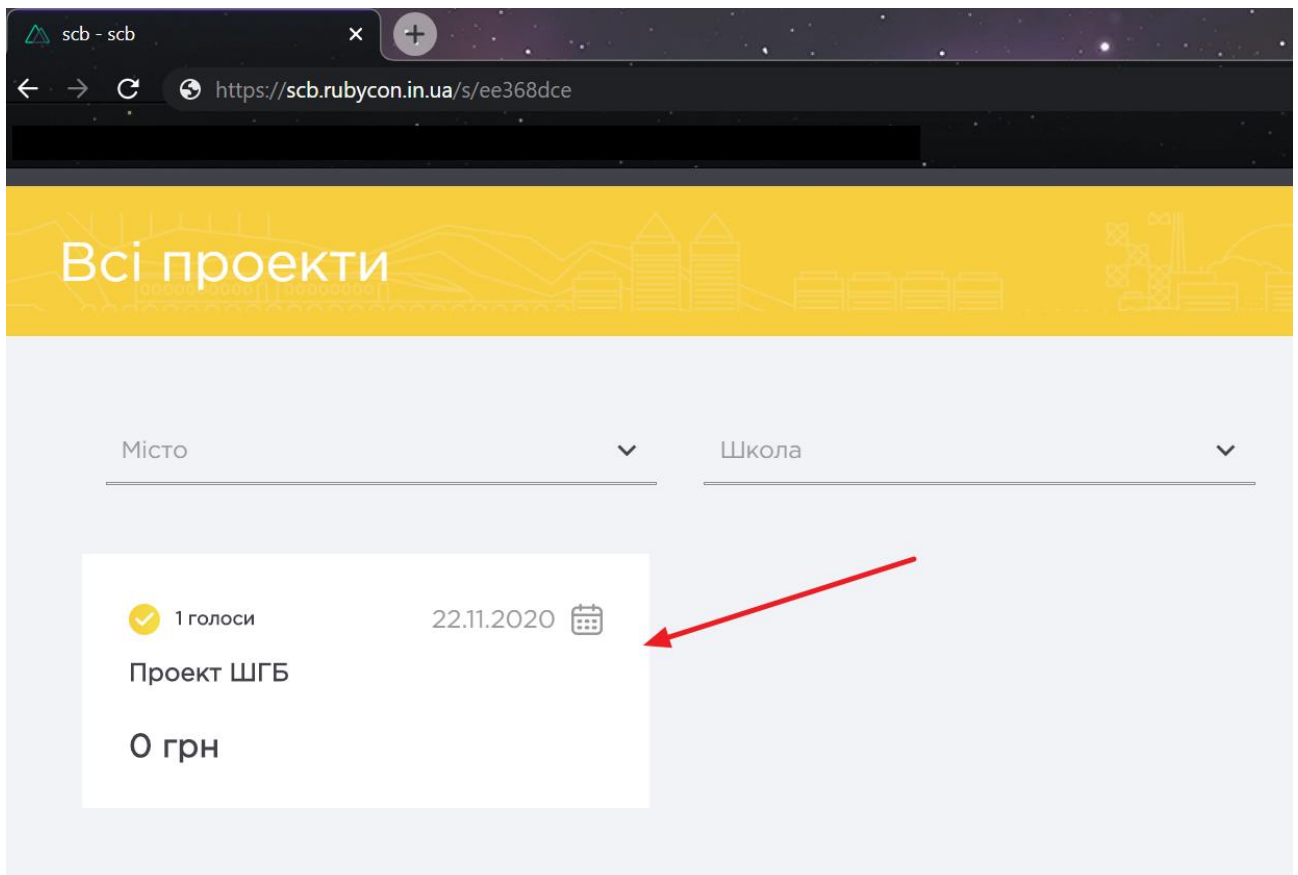 scb - scb
https://scb.rubycon.in.ua/s/ee368dce
Всі проекти
Місто
Школа
1 голоси
22.11.2020
Проект ШГБ
0 грн